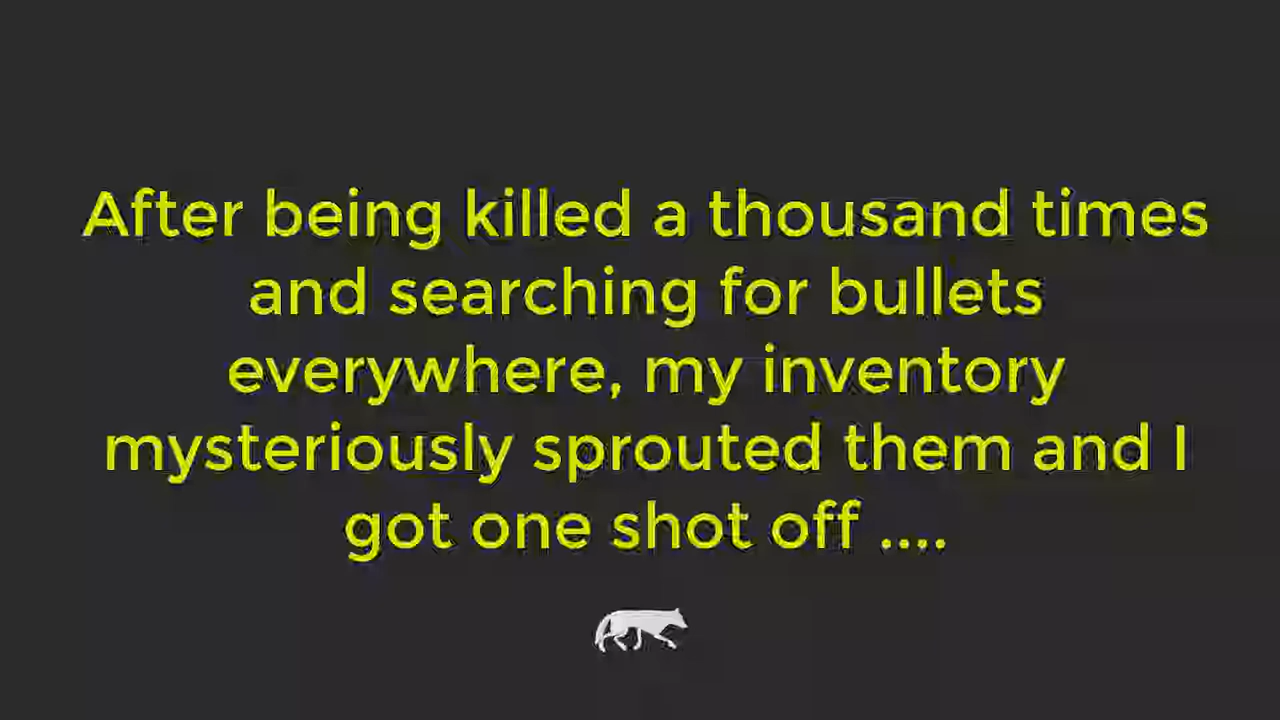 After being killed a thousand times
and searching for bullets
everywhere, my inventory
mysteriously sprouted them and I
got one shot off ....